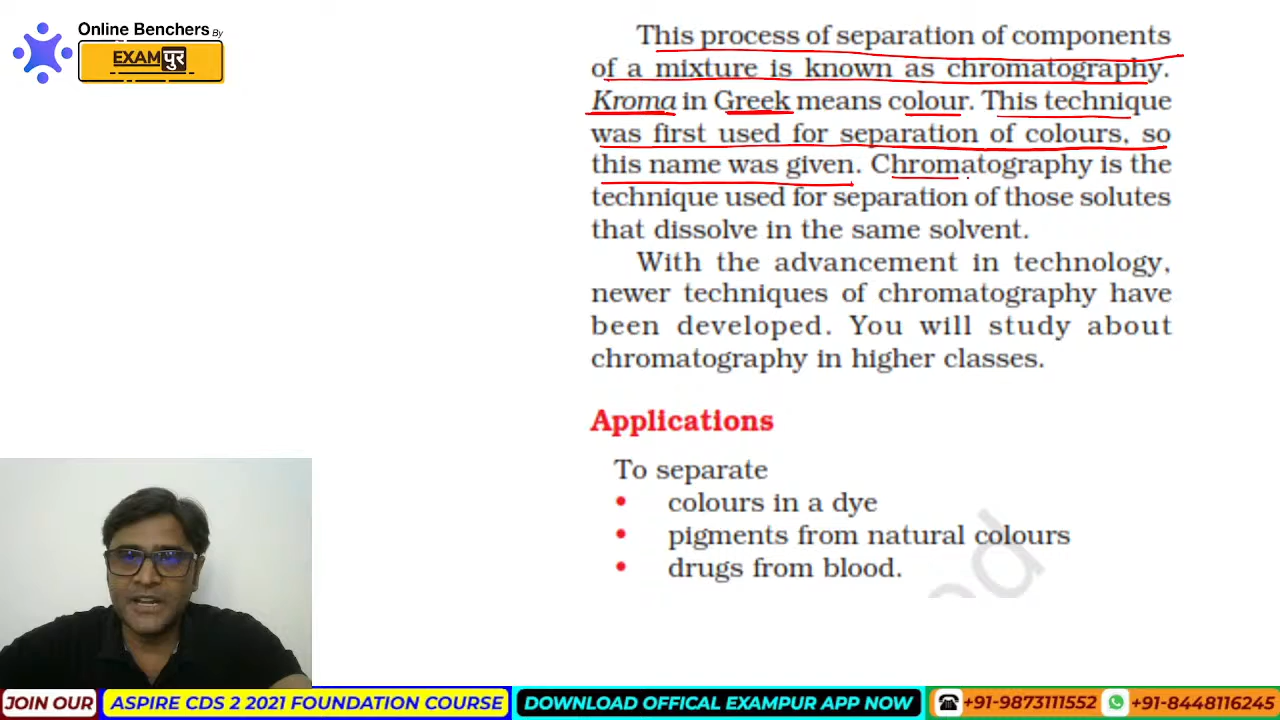 Online Benchers By
EXAMपुर
This process of separation of components
of a mixture is known as chromatography.
Kroma in Greek means colour. This technique
was first used for separation of colours, so
this name was given. Chromatography is the
technique used for separation of those solutes
that dissolve in the same solvent.
With the advancement in technology,
newer techniques of chromatography have
been developed. You will study about
chromatography in higher classes.
Applications
To separate
• colours in a dye
• pigments from natural colours
• drugs from blood.
JOIN OUR ASPIRE CDS 2 2021 FOUNDATION COURSE DOWNLOAD OFFICAL EXAMPUR APP NOW +91-9873111552 +91-8448116245